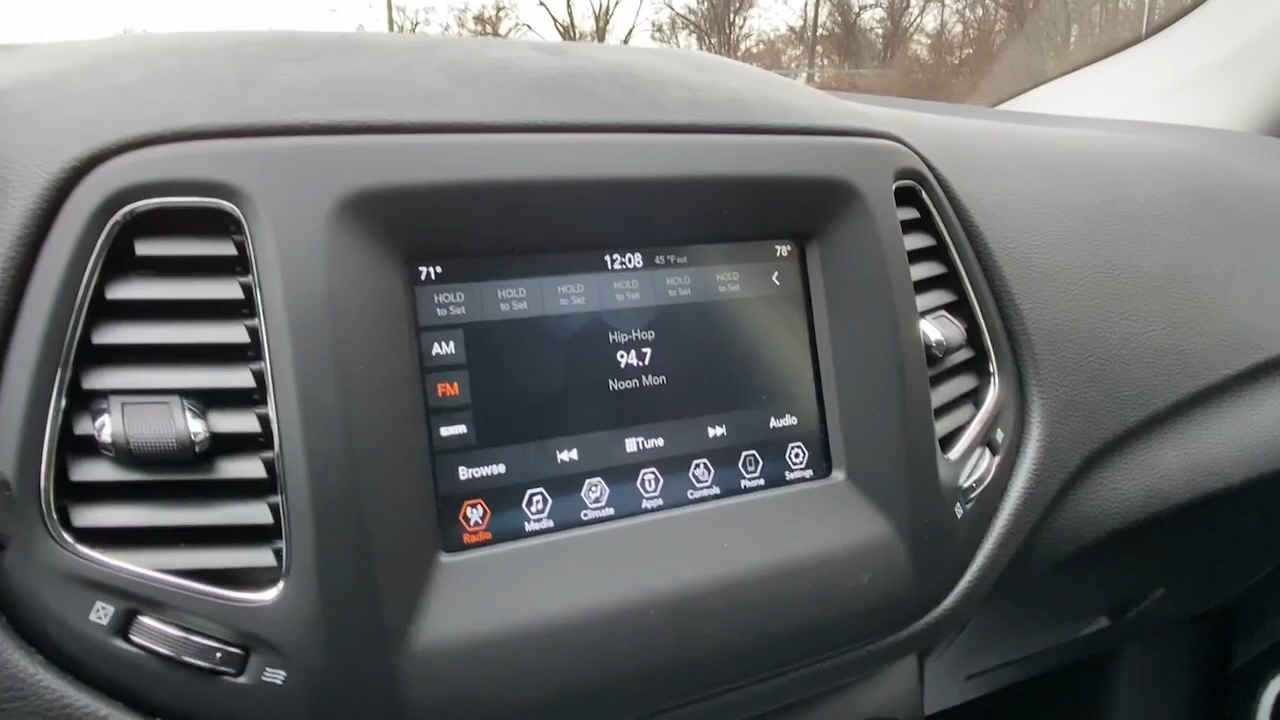 71°
12:08
45 °F out
78°
HOLD to Set
HOLD to Set
HOLD to Set
HOLD to Set
HOLD to Set
HOLD to Set
AM
FM
sxm
Hip-Hop
94.7
Noon Mon
Browse
Tune
Audio
Radio
Media
Climate
Apps
Controls
Phone
Settings